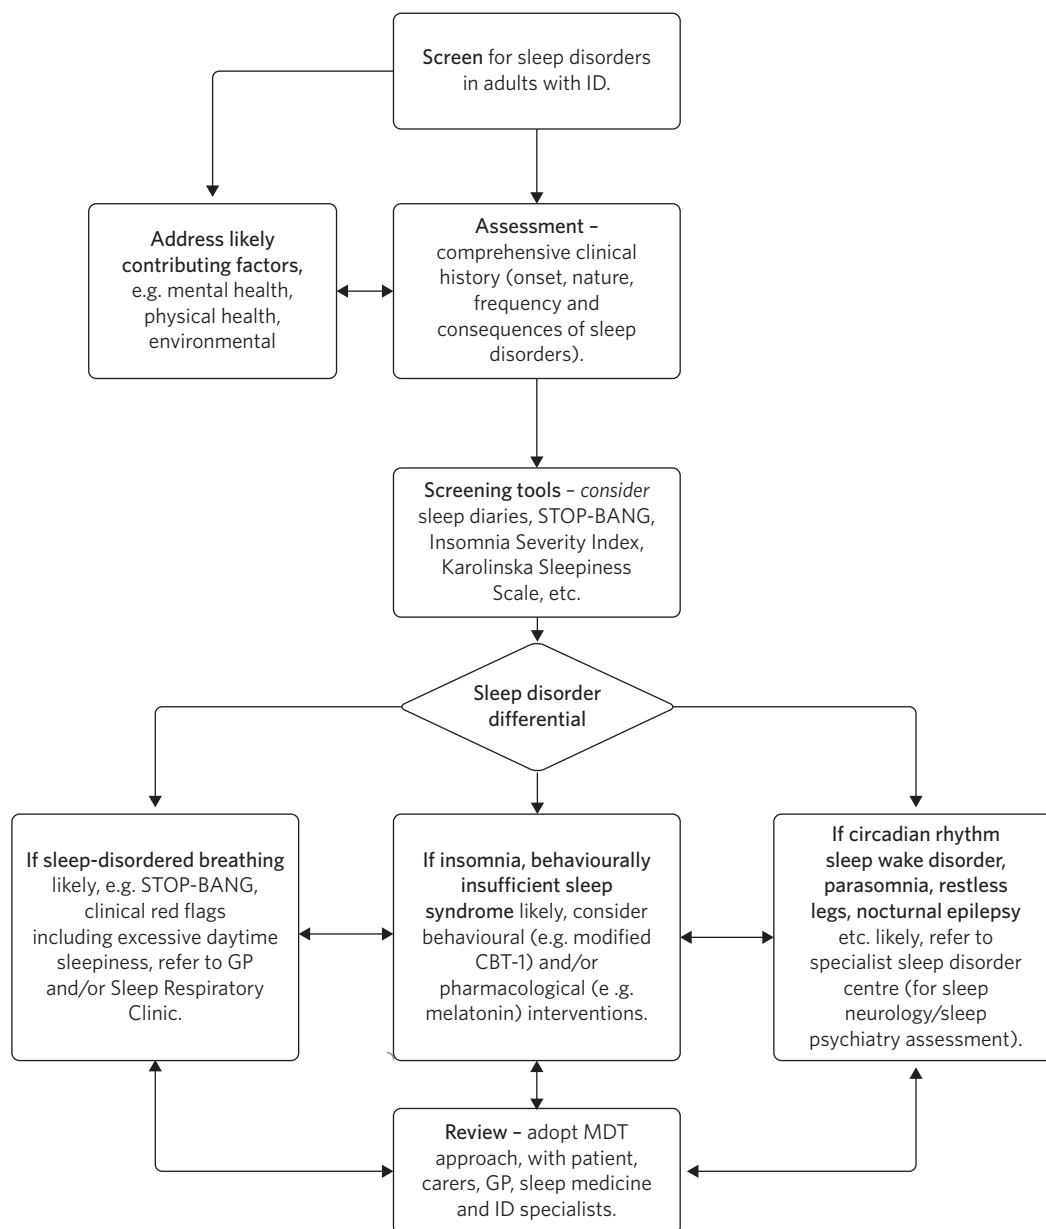 Screen for sleep disorders
in adults with ID.
Address likely
contributing factors,
e.g. mental health,
physical health,
environmental
Assessment –
comprehensive clinical
history (onset, nature,
frequency and
consequences of sleep
disorders).
Screening tools – consider
sleep diaries, STOP-BANG,
Insomnia Severity Index,
Karolinska Sleepiness
Scale, etc.
Sleep disorder
differential
If sleep-disordered breathing
likely, e.g. STOP-BANG,
clinical red flags
including excessive daytime
sleepiness, refer to GP
and/or Sleep Respiratory
Clinic.
If insomnia, behaviourally
insufficient sleep
syndrome likely, consider
behavioural (e.g. modified
CBT-1) and/or
pharmacological (e .g.
melatonin) interventions.
If circadian rhythm
sleep wake disorder,
parasomnia, restless
legs, nocturnal epilepsy
etc. likely, refer to
specialist sleep disorder
centre (for sleep
neurology/sleep
psychiatry assessment).
Review – adopt MDT
approach, with patient,
carers, GP, sleep medicine
and ID specialists.